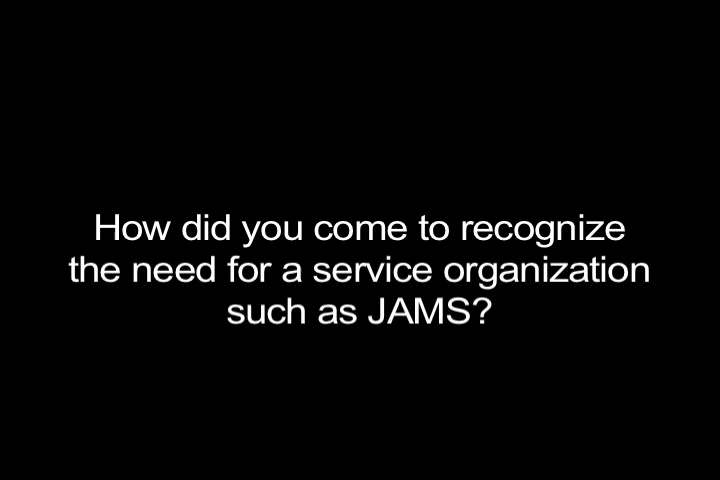 How did you come to recognize
the need for a service organization
such as JAMS?